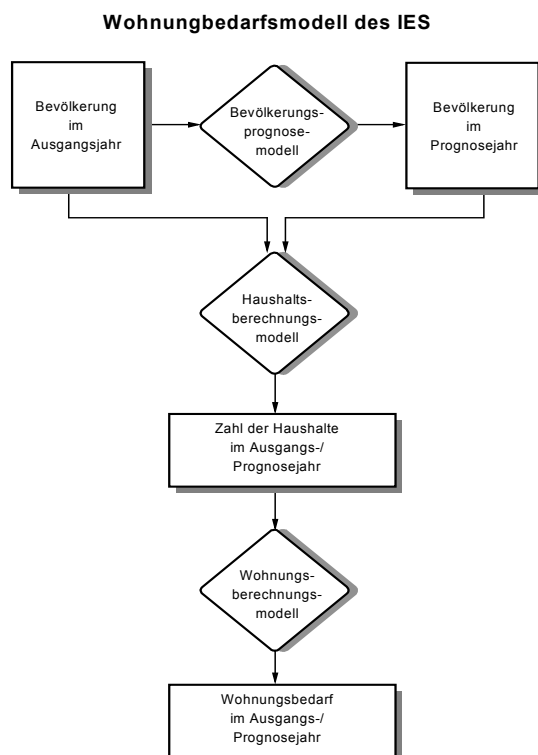 Wohnungbedarfsmodell des IES
Bevölkerung
im
Ausgangsjahr
Bevölkerungs-
prognose-
modell
Bevölkerung
im
Prognosejahr
Haushalts-
berechnungs-
modell
Zahl der Haushalte
im Ausgangs-/
Prognosejahr
Wohnungs-
berechnungs-
modell
Wohnungsbedarf
im Ausgangs-/
Prognosejahr